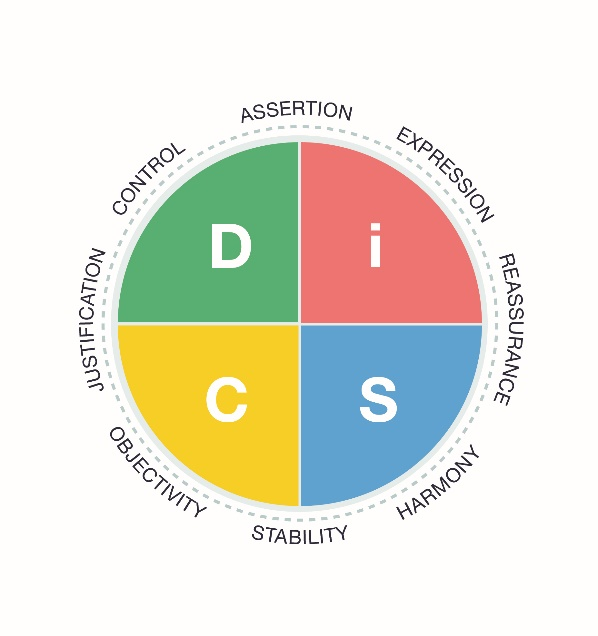 ASSERTION
EXPRESSION
REASSURANCE
HARMONY
STABILITY
OBJECTIVITY
JUSTIFICATION
CONTROL
D
i
C
S